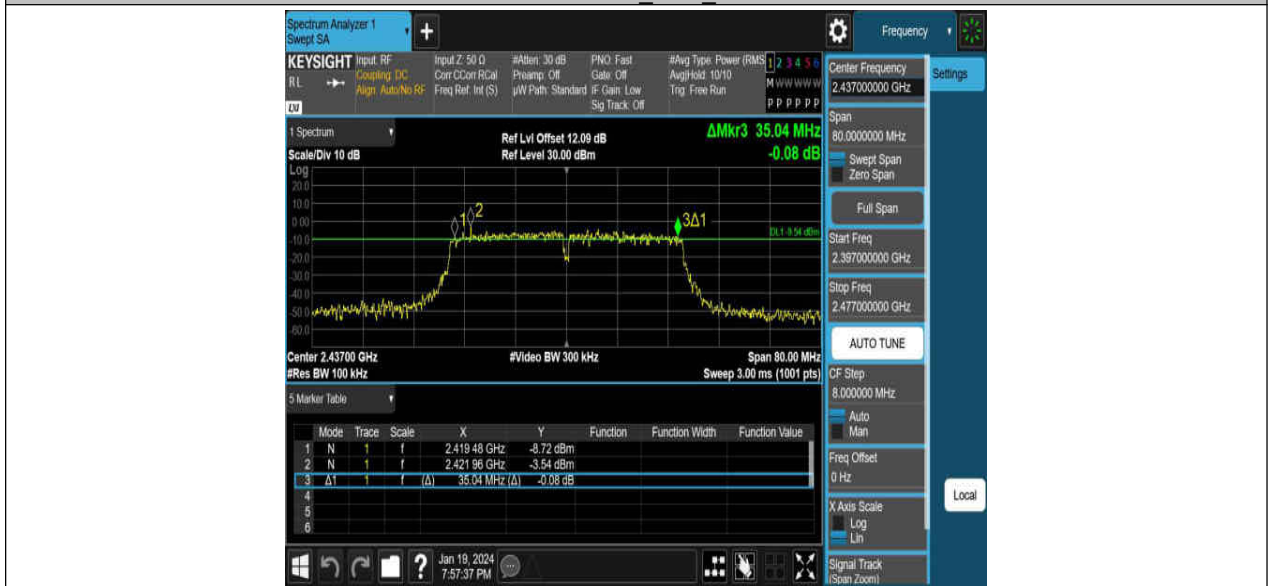 Spectrum Analyzer 1
Swept SA
+
Frequency
KEYSIGHT
RL
LXI
Input: RF
Coupling: DC
Align: Auto/No RF
Input Z: 50 Ω
Corr CCorr RCal
Freq Ref: Int (S)
#Atten: 30 dB
Preamp: Off
µW Path: Standard
PNO: Fast
Gate: Off
IF Gain: Low
Sig Track: Off
#Avg Type: Power (RMS
Avg|Hold: 10/10
Trig: Free Run
1 2 3 4 5 6
M W W W W W
P P P P P P
Center Frequency
2.437000000 GHz
Settings
Span
80.0000000 MHz
Swept Span
Zero Span
Full Span
Start Freq
2.397000000 GHz
Stop Freq
2.477000000 GHz
AUTO TUNE
CF Step
8.000000 MHz
Auto
Man
Freq Offset
0 Hz
X Axis Scale
Log
Lin
Signal Track
(Span Zoom)
Local
1 Spectrum
Scale/Div 10 dB
Ref Lvl Offset 12.09 dB
Ref Level 30.00 dBm
ΔMkr3 35.04 MHz
-0.08 dB
Log
20.0
10.0
0.00
-10.0
-20.0
-30.0
-40.0
-50.0
-60.0
1
2
3Δ1
DL1 -9.54 dBm
Center 2.43700 GHz
#Video BW 300 kHz
Span 80.00 MHz
#Res BW 100 kHz
Sweep 3.00 ms (1001 pts)
5 Marker Table
Mode Trace Scale X Y Function Function Width Function Value
1 N 1 f 2.419 48 GHz -8.72 dBm
2 N 1 f 2.421 96 GHz -3.54 dBm
3 Δ1 1 f (Δ) 35.04 MHz (Δ) -0.08 dB
4
5
6
?
Jan 19, 2024
7:57:37 PM